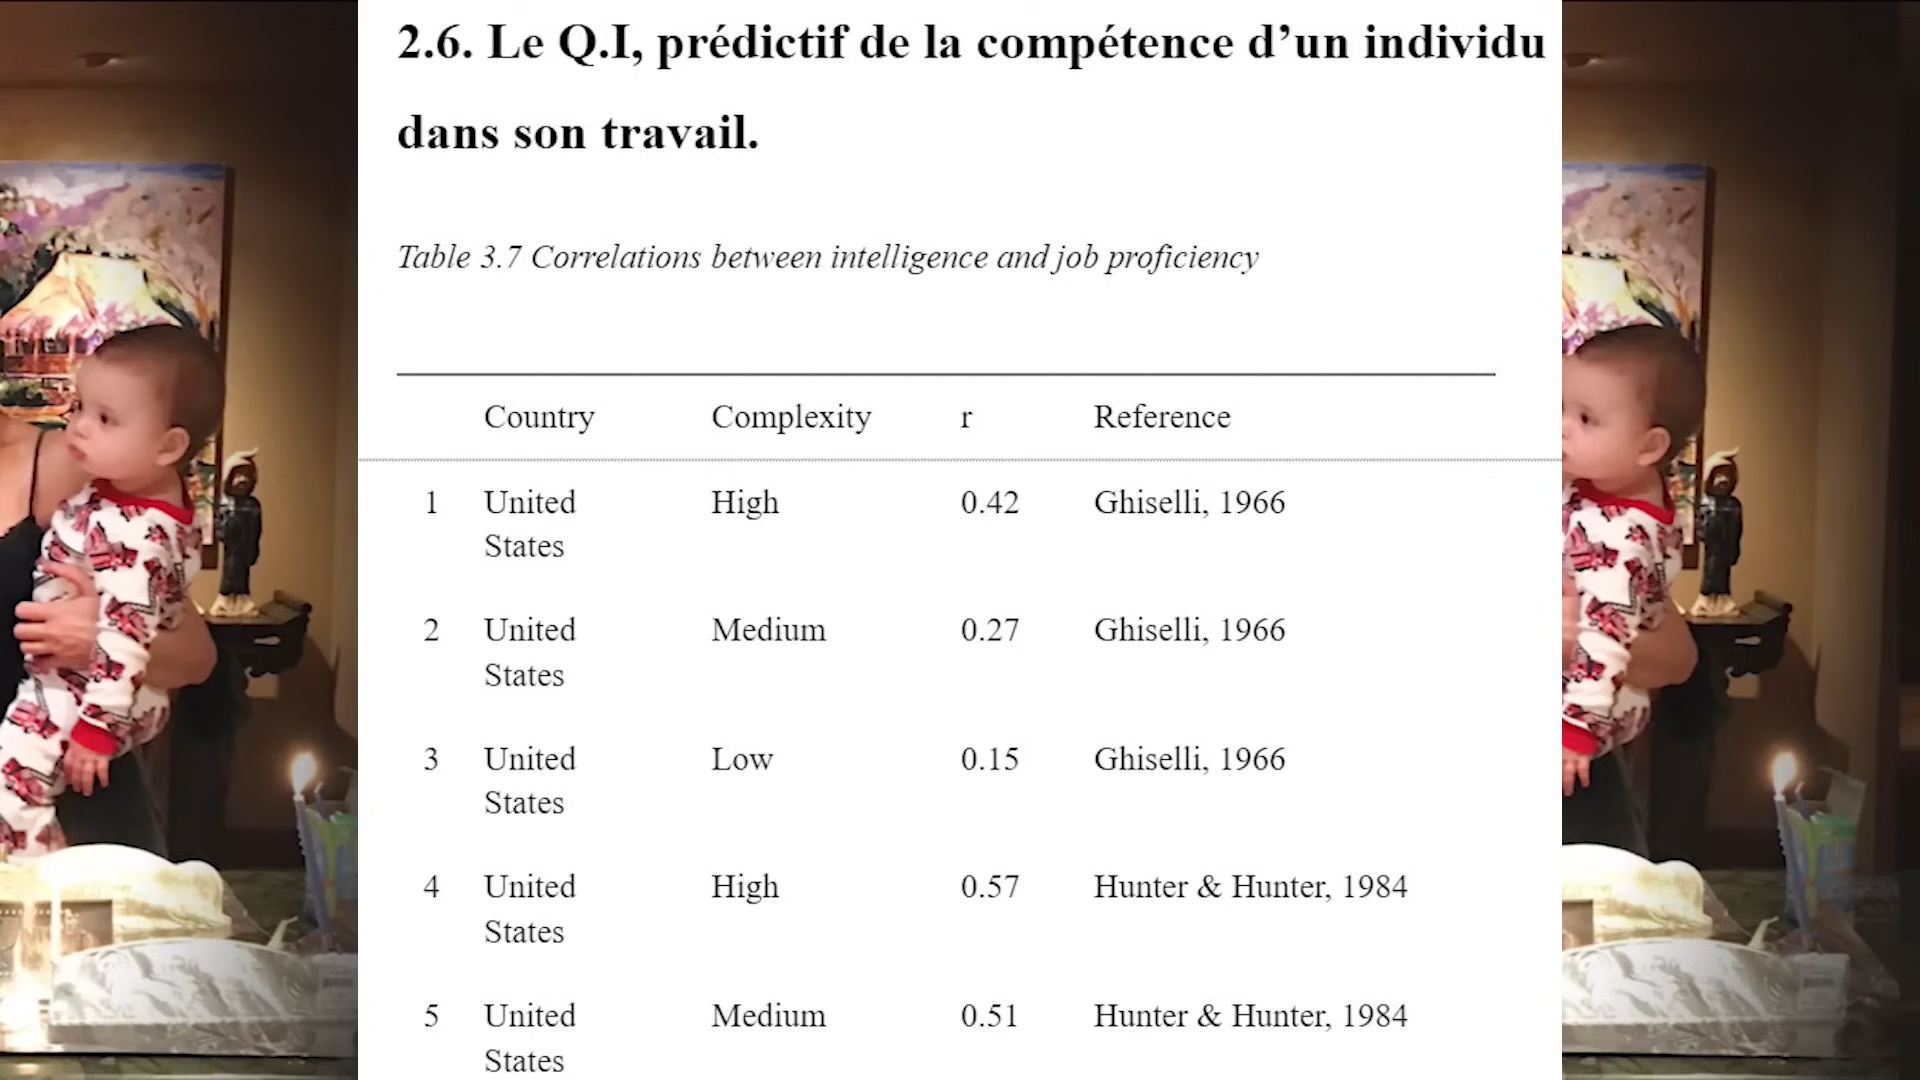 2.6. Le Q.I, prédictif de la compétence d’un individu
dans son travail.
Table 3.7 Correlations between intelligence and job proficiency
Country Complexity r Reference
1 United States High 0.42 Ghiselli, 1966
2 United States Medium 0.27 Ghiselli, 1966
3 United States Low 0.15 Ghiselli, 1966
4 United States High 0.57 Hunter & Hunter, 1984
5 United States Medium 0.51 Hunter & Hunter, 1984